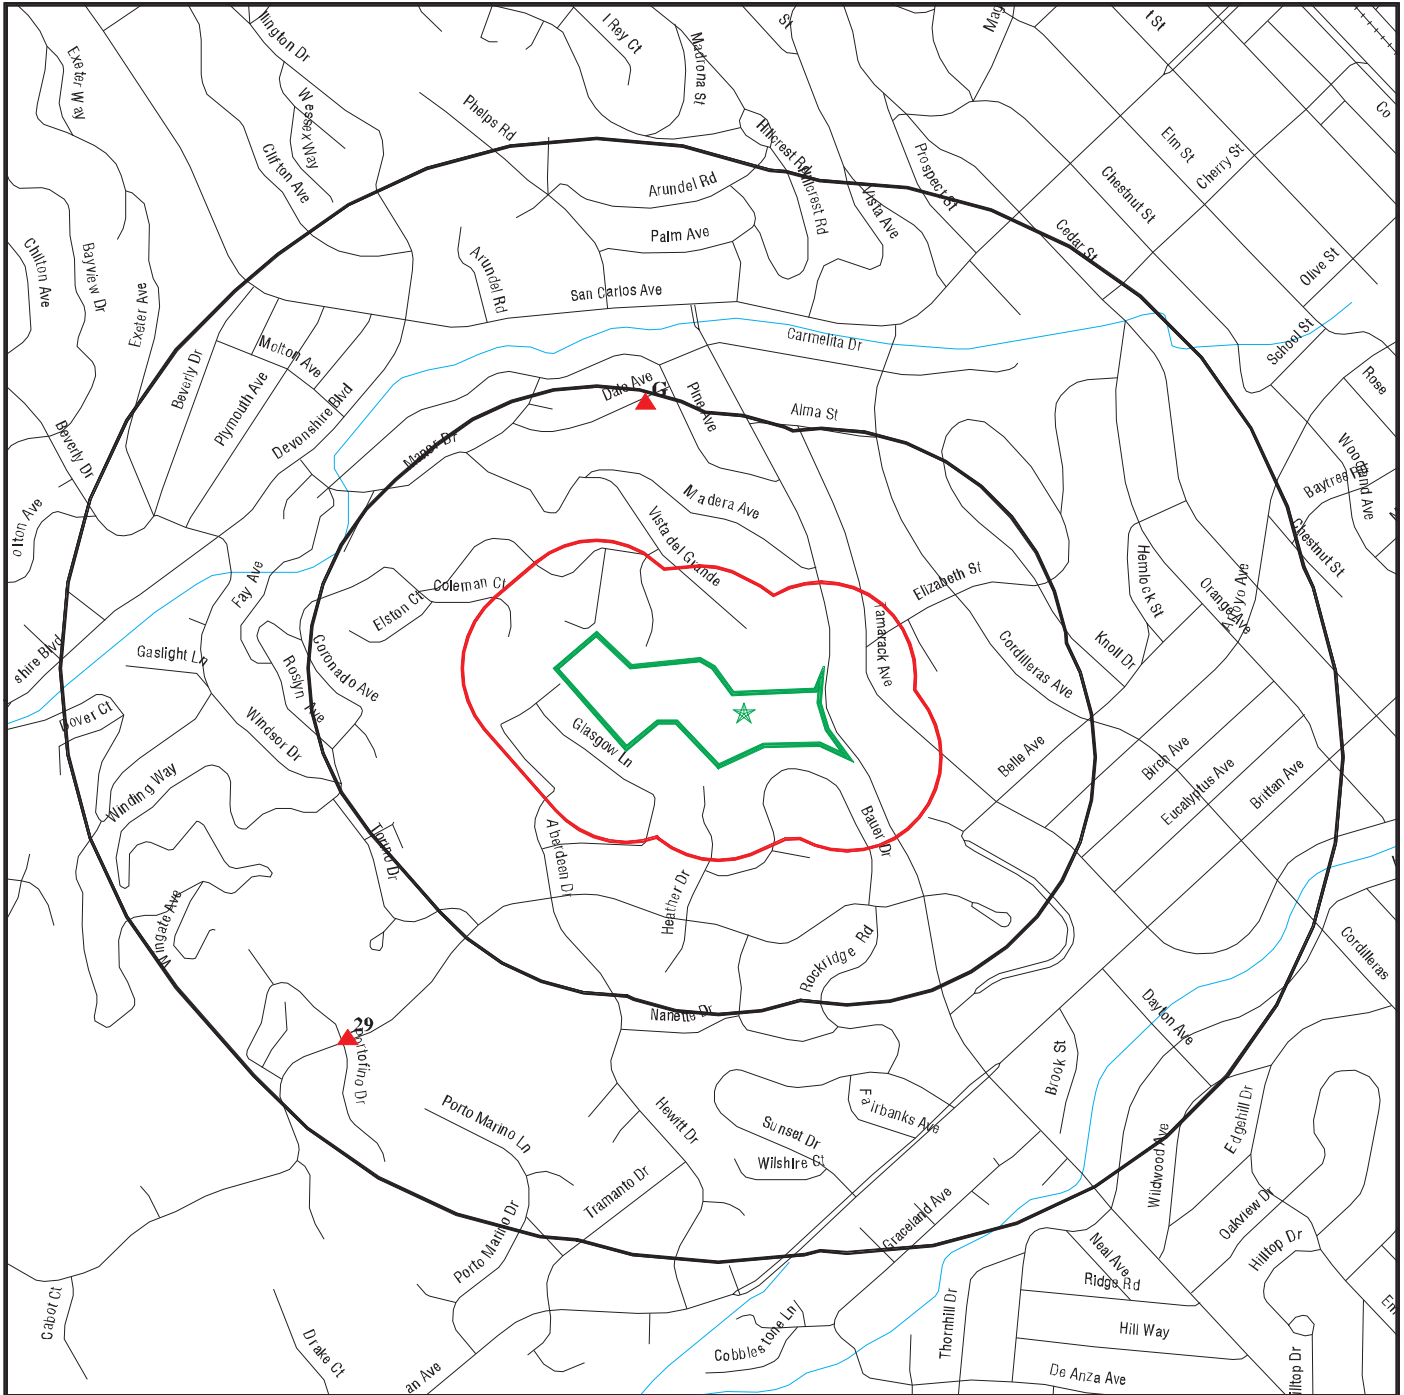 llington Dr
l Rey Ct
St
Mag
t St
Exeter Way
Madrona St
Wessex Way
Phelps Rd
Co
Hillcrest Rd
Elm St
Cherry St
Clifton Ave
Arundel Rd
Hillcrest Rd
Prospect St
Chestnut St
Vista Ave
Palm Ave
Cedar St
Chilton Ave
Bayview Dr
Arundel Rd
Olive St
Exeter Ave
San Carlos Ave
Carmelita Dr
School St
Molton Ave
Beverly Dr
Dale Ave
G
Pine Ave
Rose
Plymouth Ave
Alma St
Devonshire Blvd
Beverly Dr
Manor Dr
Baytree Rd
Madera Ave
olton Ave
Vista del Grande
Chestnut St
Hemlock St
Fay Ave
Coleman Ct
Elizabeth St
Orange Ave
Arroyo Ave
Elston Ct
Tamarack Ave
shire Blvd
Gaslight Ln
Coronado Ave
Knoll Dr
Cordilleras Ave
Roslyn Ave
Dover Ct
Windsor Dr
Glasgow Ln
Belle Ave
Birch Ave
Winding Way
Eucalyptus Ave
Brittan Ave
Bauer Dr
Torino Dr
Aberdeen Dr
Heather Dr
Wingate Ave
Rockridge Rd
Cordilleras
Nanette Dr
Dayton Ave
29
Portofino Dr
Brook St
Porto Marino Ln
Hewitt Dr
Fairbanks Ave
Edgehill Dr
Sunset Dr
Wilshire Ct
Wildwood Ave
Tramanto Dr
Graceland Ave
Oakview Dr
Porto Marino Dr
Neal Ave
Hilltop Dr
Ridge Rd
Cabot Ct
Em
Drake Ct
Thornhill Dr
Hill Way
Cobblestone Ln
an Ave
De Anza Ave
illtop Dr